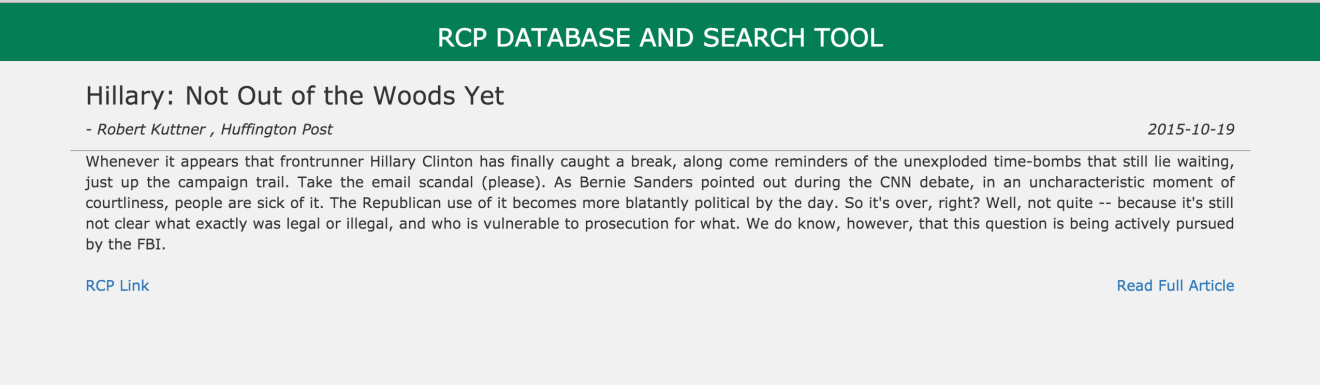 RCP DATABASE AND SEARCH TOOL
Hillary: Not Out of the Woods Yet
- Robert Kuttner , Huffington Post 2015-10-19
Whenever it appears that frontrunner Hillary Clinton has finally caught a break, along come reminders of the unexploded time-bombs that still lie waiting,
just up the campaign trail. Take the email scandal (please). As Bernie Sanders pointed out during the CNN debate, in an uncharacteristic moment of
courtliness, people are sick of it. The Republican use of it becomes more blatantly political by the day. So it's over, right? Well, not quite -- because it's still
not clear what exactly was legal or illegal, and who is vulnerable to prosecution for what. We do know, however, that this question is being actively pursued
by the FBI.
RCP Link Read Full Article